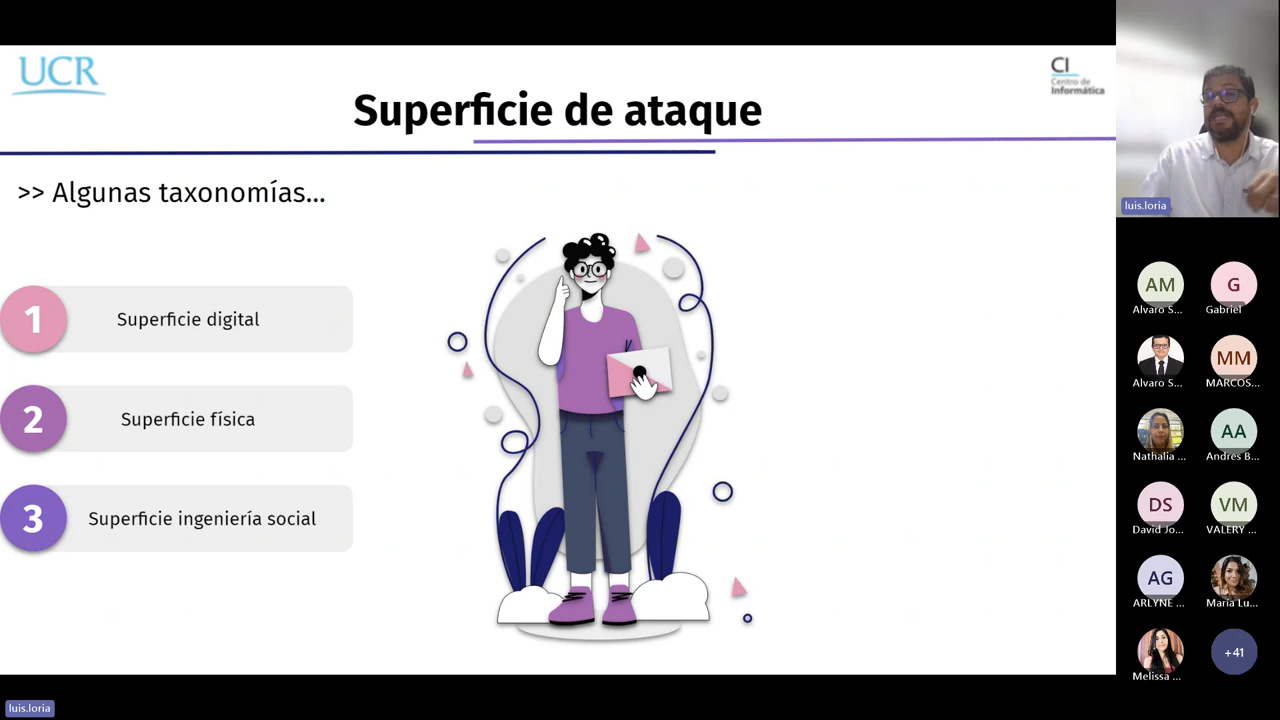 UCR
CI
Centro de
Informática
Superficie de ataque
>> Algunas taxonomías...
1
Superficie digital
2
Superficie física
3
Superficie ingeniería social
luis.loria
AM
Alvaro S...
G
Gabriel
Alvaro S...
MM
MARCOS...
Nathalia ...
AA
Andres B...
DS
David Jo...
VM
VALERY ...
AG
ARLYNE ...
María Lu...
Melissa ...
+41
luis.loria